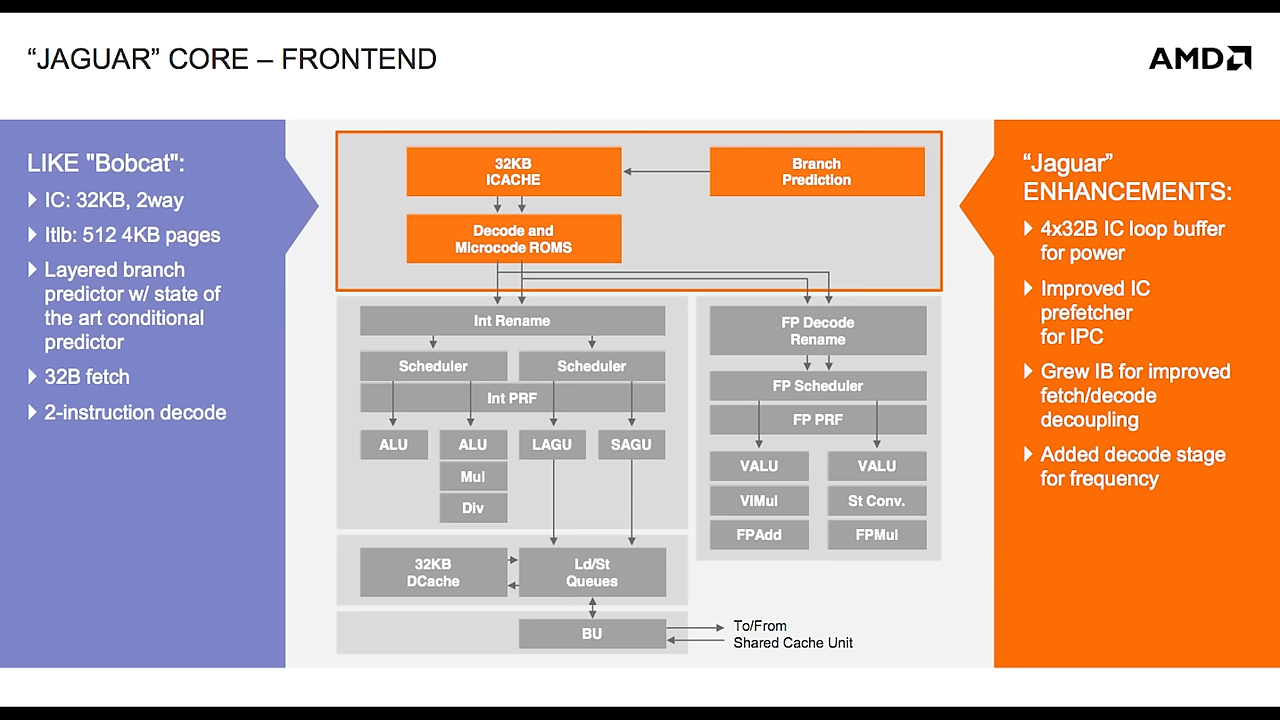 “JAGUAR” CORE – FRONTEND
AMD
LIKE "Bobcat":
IC: 32KB, 2way
Itlb: 512 4KB pages
Layered branch
predictor w/ state of
the art conditional
predictor
32B fetch
2-instruction decode
32KB
ICACHE
Branch
Prediction
Decode and
Microcode ROMS
Int Rename
Scheduler
Scheduler
Int PRF
ALU
ALU
LAGU
SAGU
Mul
Div
FP Decode
Rename
FP Scheduler
FP PRF
VALU
VALU
VIMul
St Conv.
FPAdd
FPMul
32KB
DCache
Ld/St
Queues
BU
To/From
Shared Cache Unit
“Jaguar”
ENHANCEMENTS:
4x32B IC loop buffer
for power
Improved IC
prefetcher
for IPC
Grew IB for improved
fetch/decode
decoupling
Added decode stage
for frequency